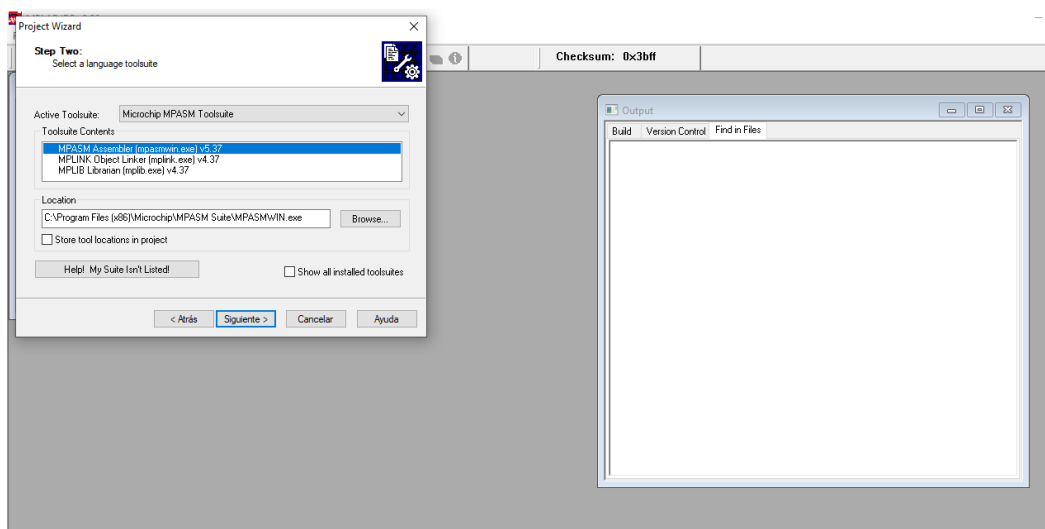 Project Wizard
Step Two:
Select a language toolsuite
Checksum: 0x3bff
Active Toolsuite: Microchip MPASM Toolsuite
Toolsuite Contents
MPASM Assembler (mpasmwin.exe) v5.37
MPLINK Object Linker (mplink.exe) v4.37
MPLIB Librarian (mplib.exe) v4.37
Location
C:\Program Files (x86)\Microchip\MPASM Suite\MPASMWIN.exe
Browse...
Store tool locations in project
Help! My Suite Isn't Listed!
Show all installed toolsuites
< Atrás
Siguiente >
Cancelar
Ayuda
Output
Build Version Control Find in Files